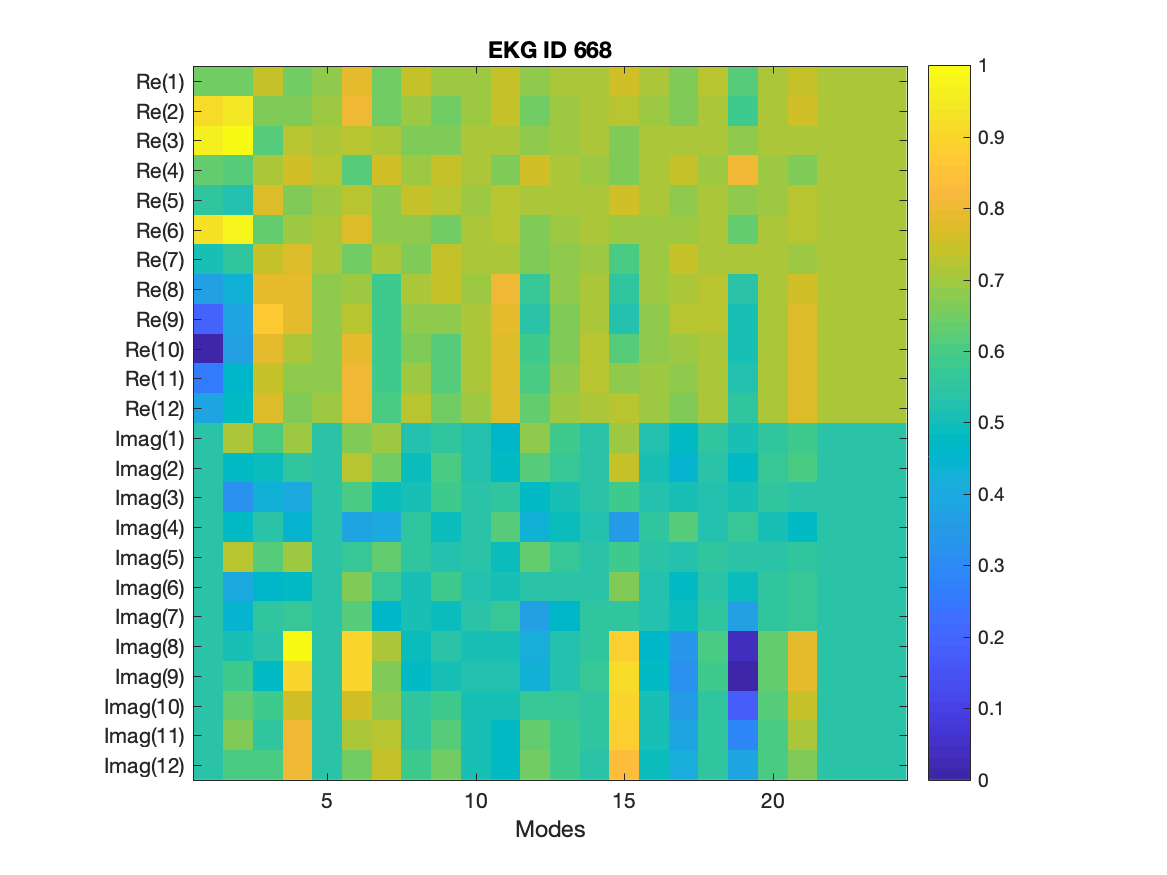 EKG ID 668
Re(1)
Re(2)
Re(3)
Re(4)
Re(5)
Re(6)
Re(7)
Re(8)
Re(9)
Re(10)
Re(11)
Re(12)
Imag(1)
Imag(2)
Imag(3)
Imag(4)
Imag(5)
Imag(6)
Imag(7)
Imag(8)
Imag(9)
Imag(10)
Imag(11)
Imag(12)
5 10 15 20
Modes
1
0.9
0.8
0.7
0.6
0.5
0.4
0.3
0.2
0.1
0